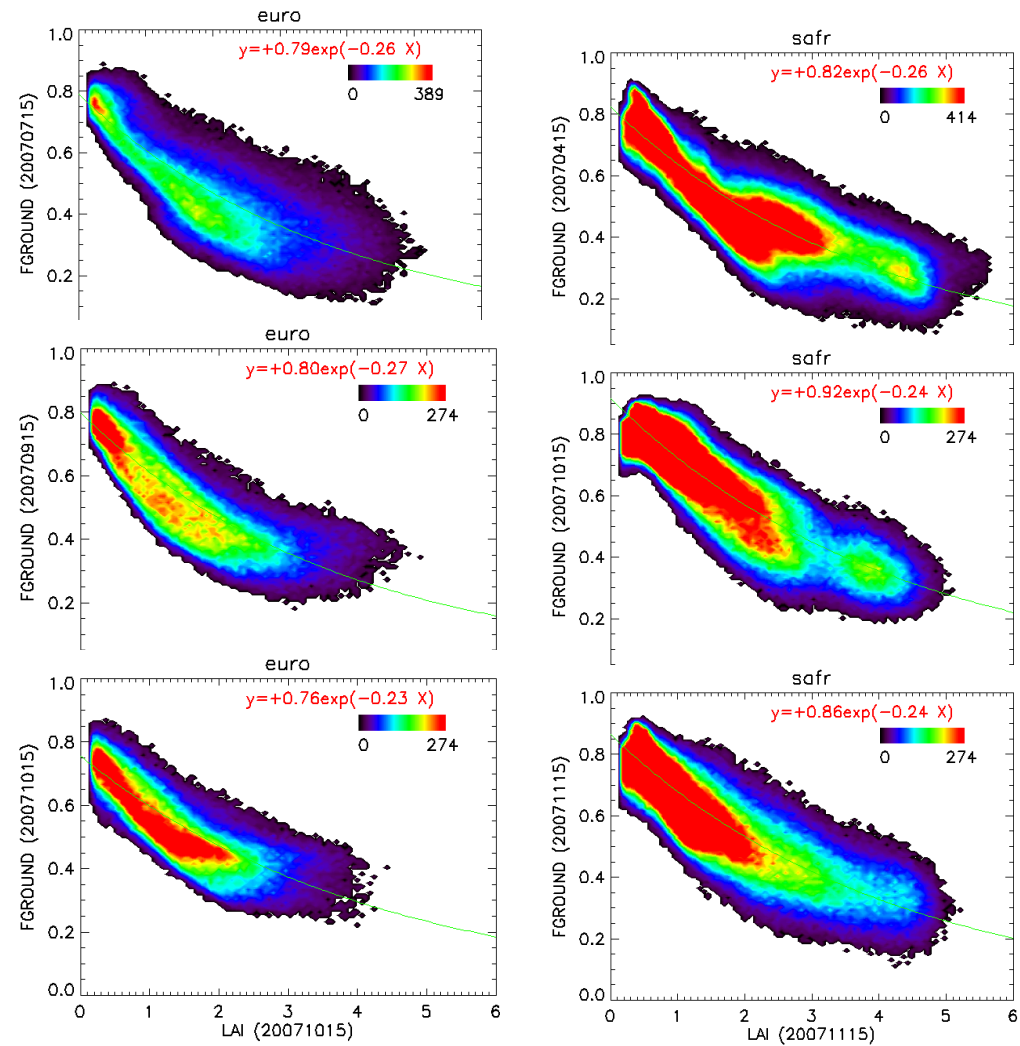 euro
y=+0.79exp(−0.26 X)
0 389
1.0
0.8
0.6
0.4
0.2
FGROUND (20070715)
safr
y=+0.82exp(−0.26 X)
0 414
1.0
0.8
0.6
0.4
0.2
FGROUND (20070415)
euro
y=+0.80exp(−0.27 X)
0 274
1.0
0.8
0.6
0.4
0.2
FGROUND (20070915)
safr
y=+0.92exp(−0.24 X)
0 274
1.0
0.8
0.6
0.4
0.2
FGROUND (20071015)
euro
y=+0.76exp(−0.23 X)
0 274
1.0
0.8
0.6
0.4
0.2
0.0
FGROUND (20071015)
0 1 2 3 4 5 6
LAI (20071015)
safr
y=+0.86exp(−0.24 X)
0 274
1.0
0.8
0.6
0.4
0.2
0.0
FGROUND (20071115)
0 1 2 3 4 5 6
LAI (20071115)